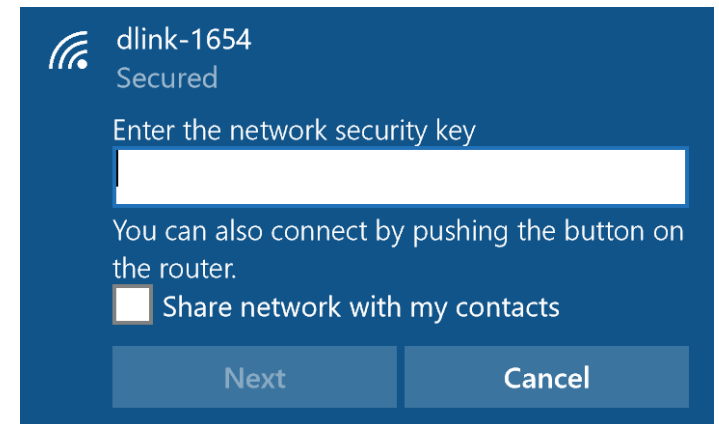 dlink-1654
Secured
Enter the network security key
You can also connect by pushing the button on
the router.
Share network with my contacts
Next
Cancel